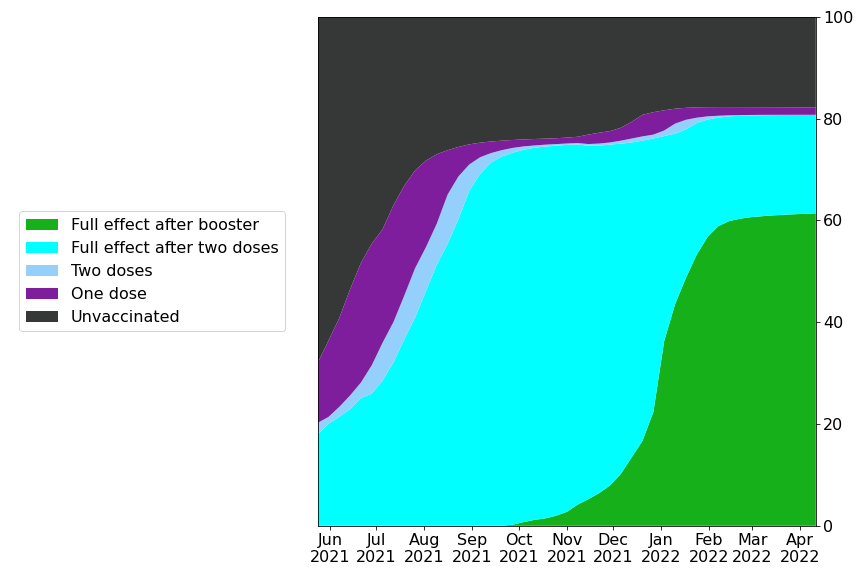 Full effect after booster
Full effect after two doses
Two doses
One dose
Unvaccinated
100
80
60
40
20
0
Jun Jul Aug Sep Oct Nov Dec Jan Feb Mar Apr
2021 2021 2021 2021 2021 2021 2021 2022 2022 2022 2022